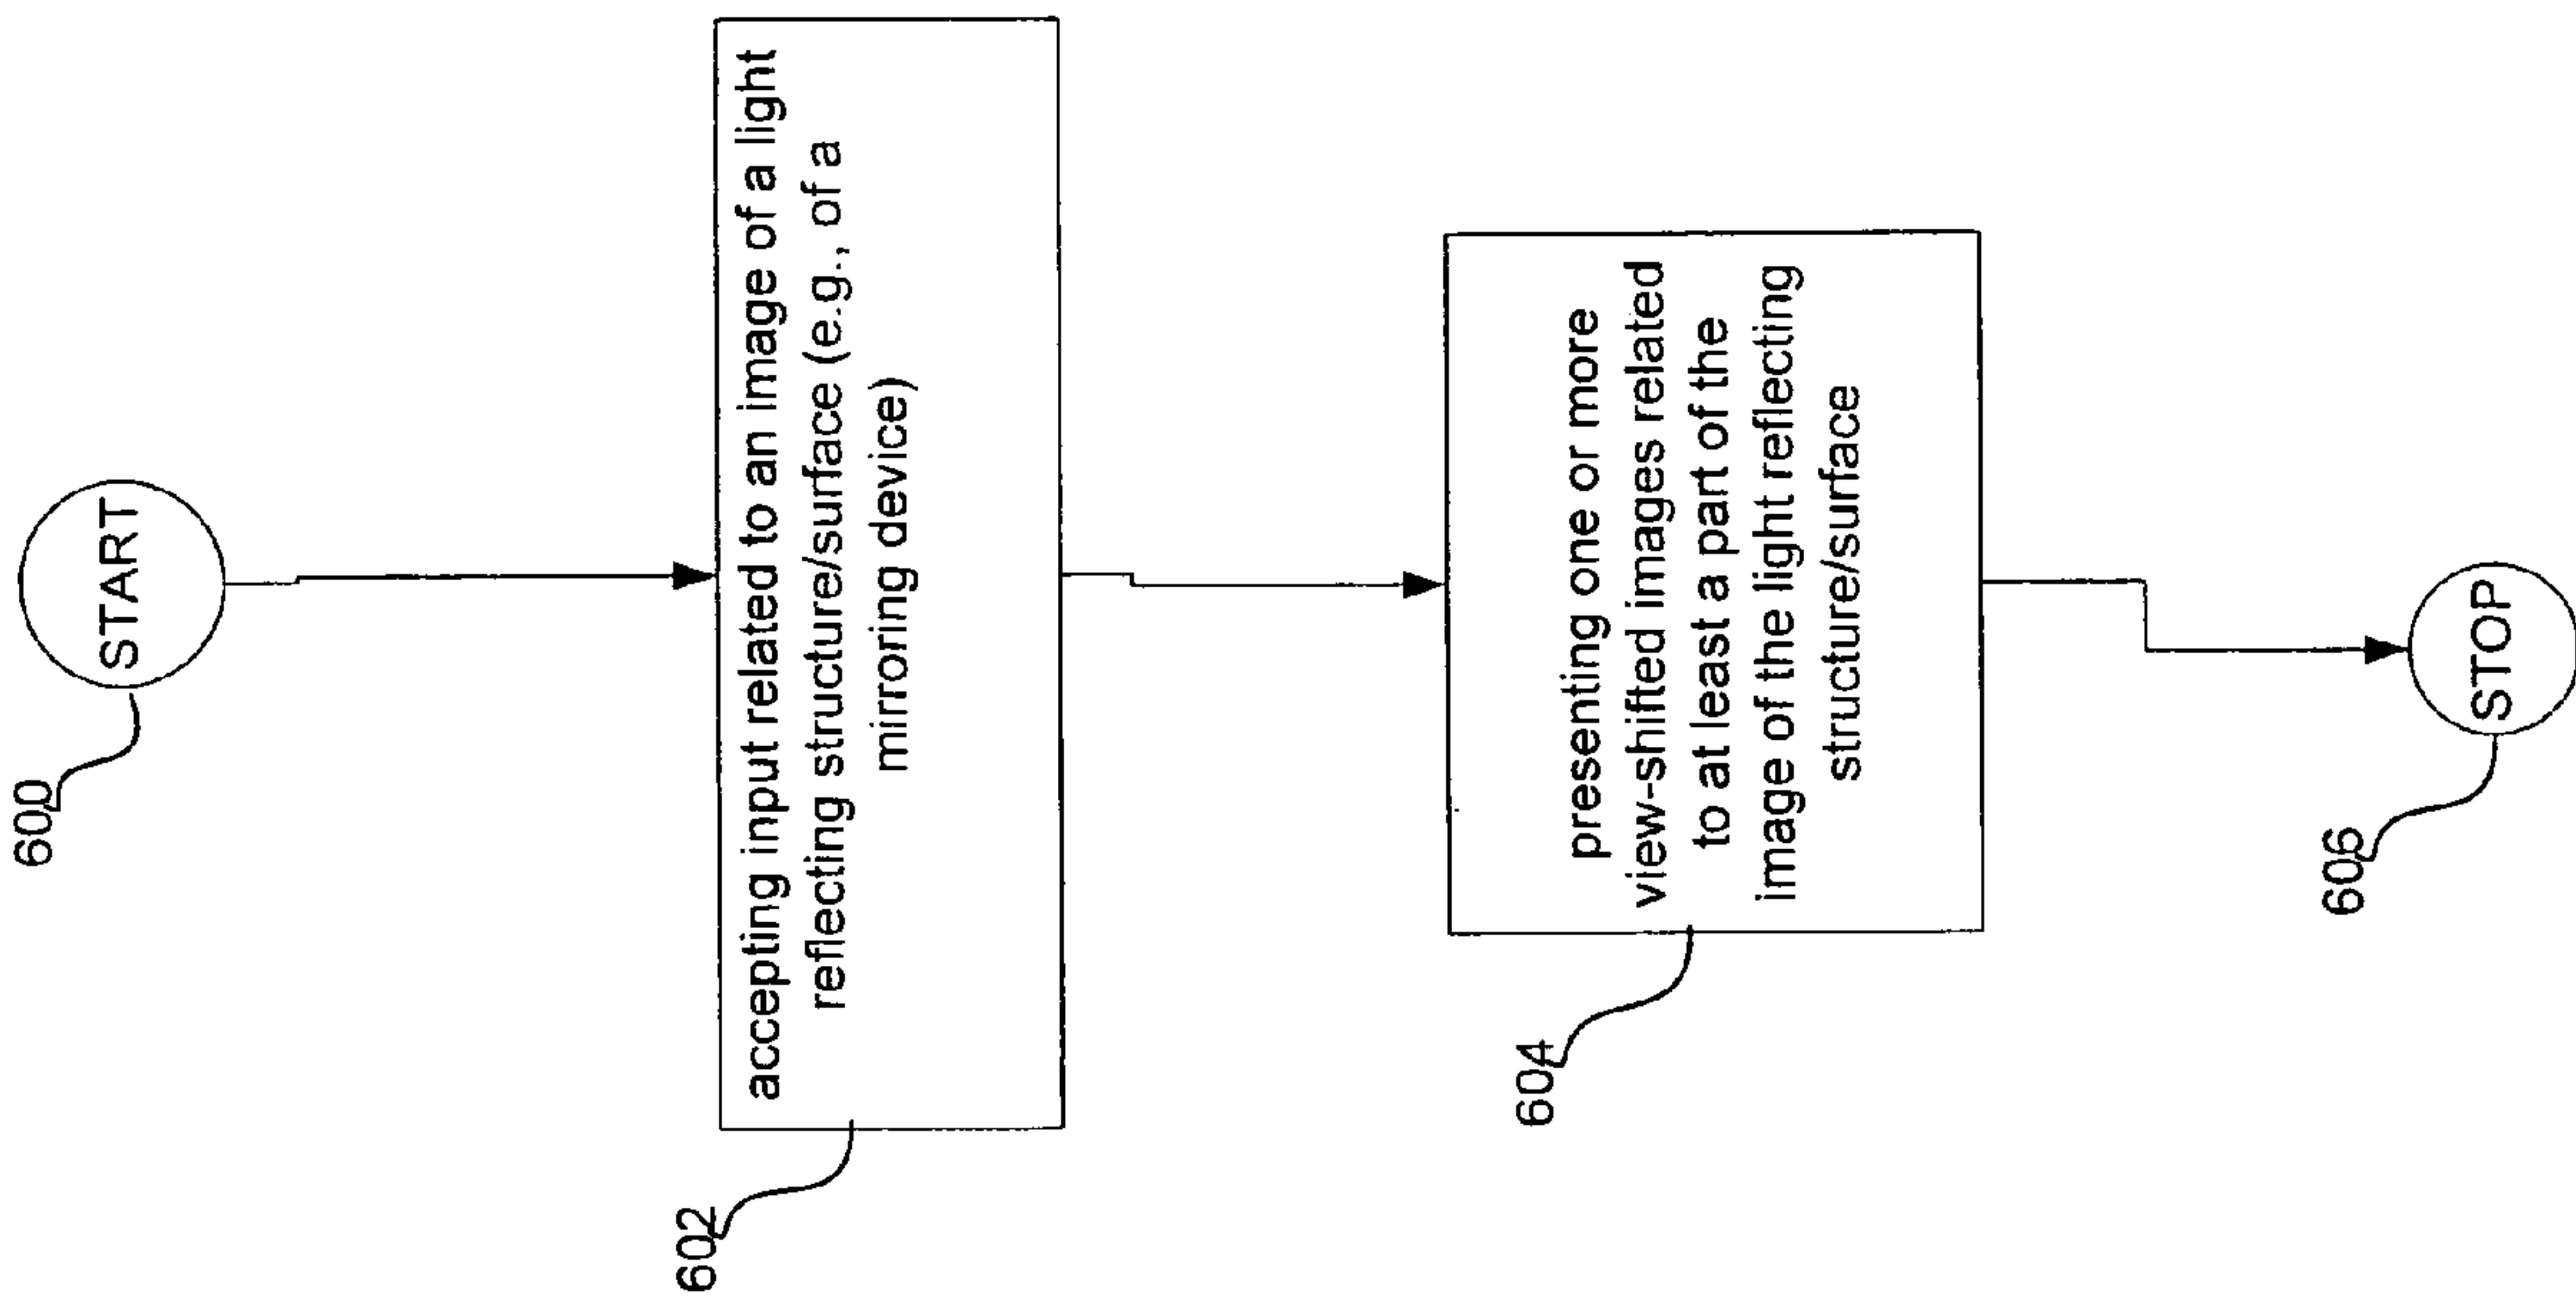 START
600
accepting input related to an image of a light
reflecting structure/surface (e.g., of a
mirroring device)
602
presenting one or more
view-shifted images related
to at least a part of the
image of the light reflecting
structure/surface
604
STOP
606